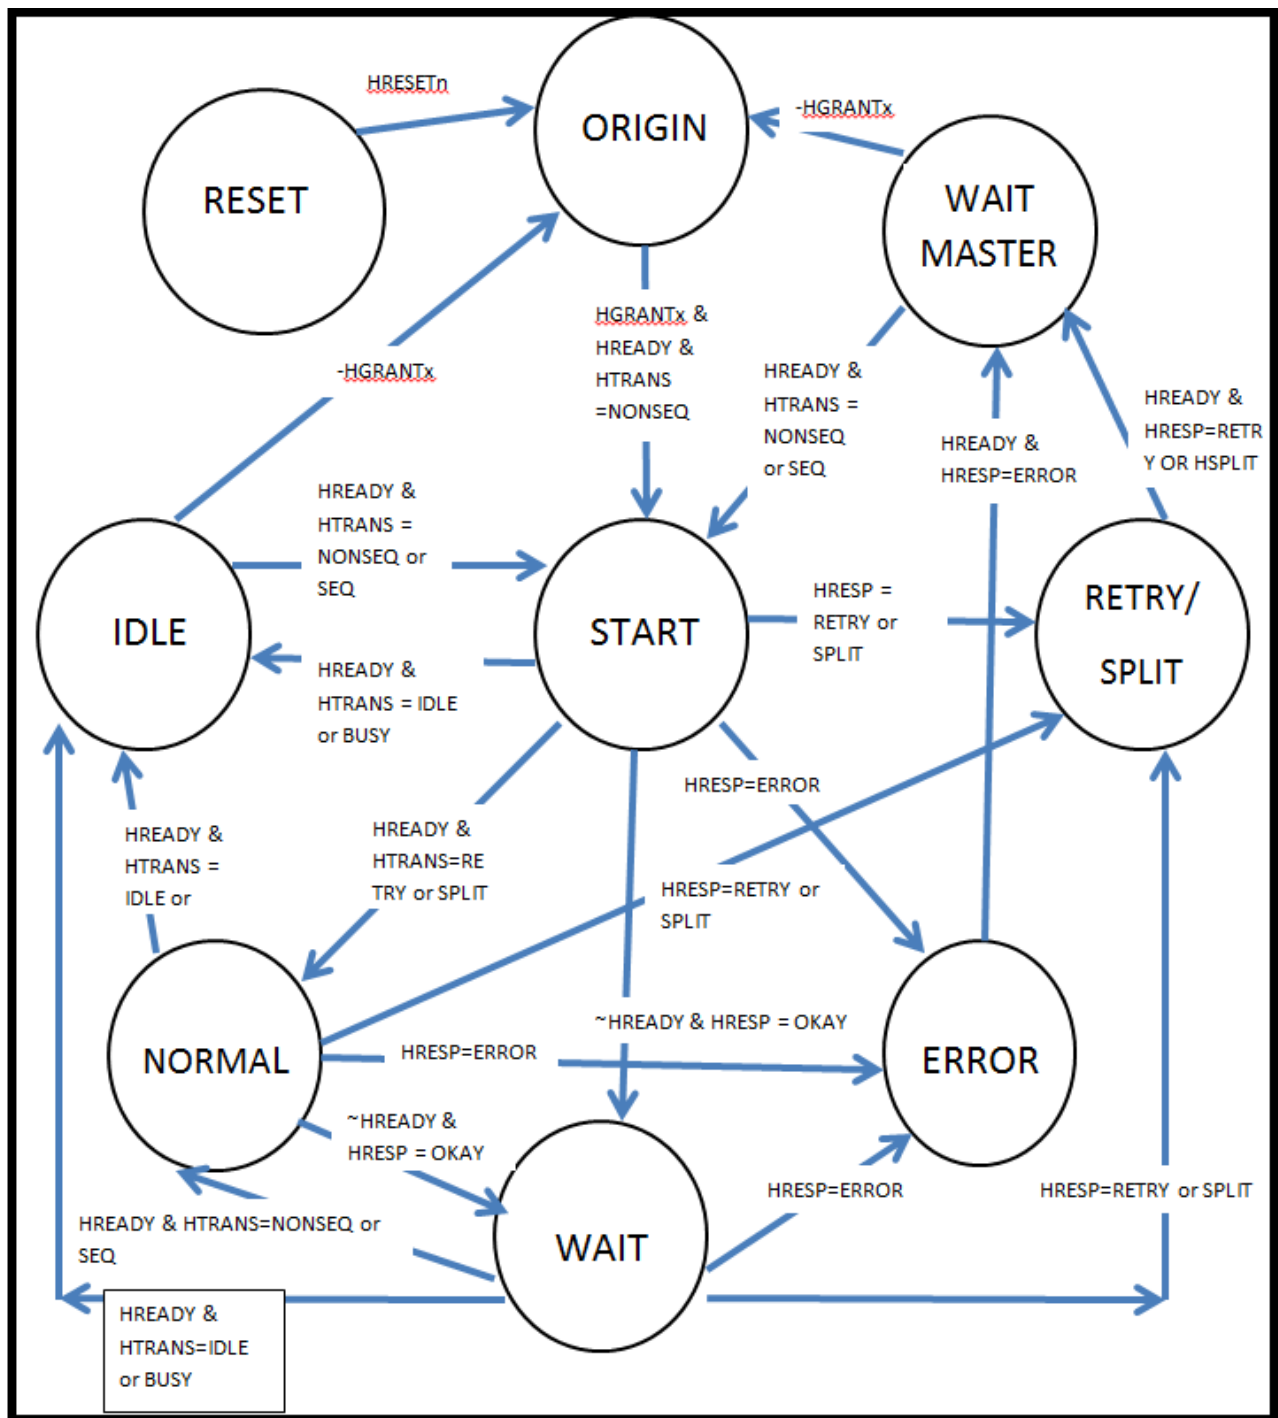 HRESETn
ORIGIN
-HGRANTx
RESET
WAIT
MASTER
HGRANTx &
HREADY &
HTRANS
=NONSEQ
-HGRANTx
HREADY &
HTRANS =
NONSEQ
or SEQ
HREADY &
HRESP=RETR
Y OR HSPLIT
HREADY &
HRESP=ERROR
HREADY &
HTRANS =
NONSEQ or
SEQ
IDLE
START
HRESP =
RETRY or
SPLIT
RETRY/
SPLIT
HREADY &
HTRANS = IDLE
or BUSY
HRESP=ERROR
HREADY &
HTRANS =
IDLE or
HREADY &
HTRANS=RE
TRY or SPLIT
HRESP=RETRY or
SPLIT
~HREADY & HRESP = OKAY
NORMAL
HRESP=ERROR
ERROR
~HREADY &
HRESP = OKAY
HRESP=ERROR
HRESP=RETRY or SPLIT
HREADY & HTRANS=NONSEQ or
SEQ
WAIT
HREADY &
HTRANS=IDLE
or BUSY